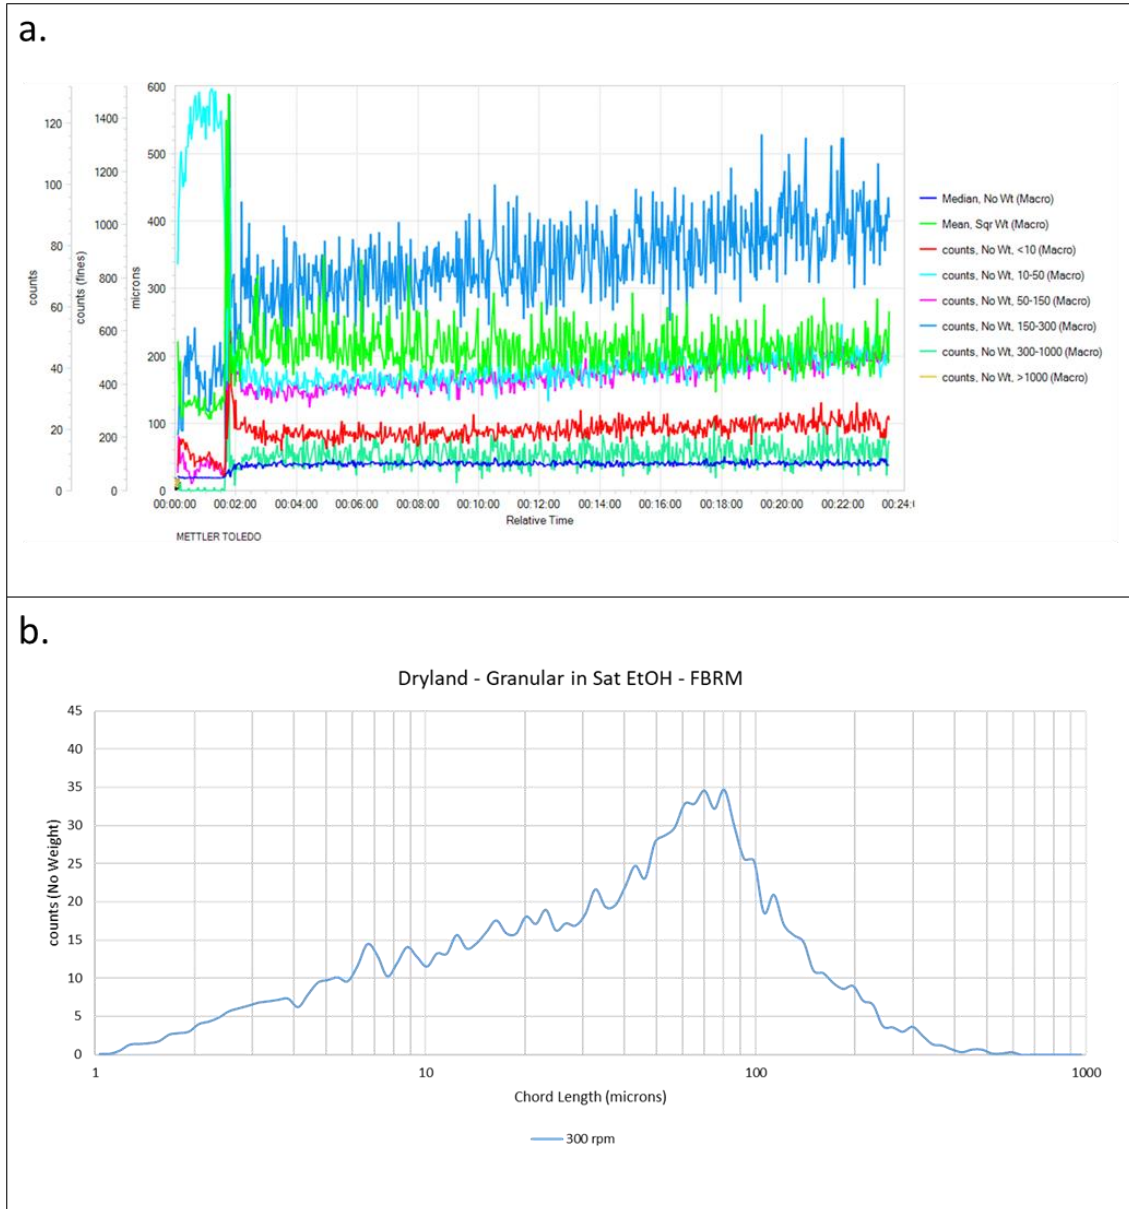 a.
counts
counts (fines)
microns
120
100
80
60
40
20
0
1400
1200
1000
800
600
400
200
0
600
500
400
300
200
100
0
00:00:00 00:02:00 00:04:00 00:06:00 00:08:00 00:10:00 00:12:00 00:14:00 00:16:00 00:18:00 00:20:00 00:22:00 00:24:
Relative Time
METTLER TOLEDO
Median, No Wt (Macro)
Mean, Sqr Wt (Macro)
counts, No Wt, <10 (Macro)
counts, No Wt, 10-50 (Macro)
counts, No Wt, 50-150 (Macro)
counts, No Wt, 150-300 (Macro)
counts, No Wt, 300-1000 (Macro)
counts, No Wt, >1000 (Macro)
b.
Dryland - Granular in Sat EtOH - FBRM
counts (No Weight)
45
40
35
30
25
20
15
10
5
0
1 10 100 1000
Chord Length (microns)
300 rpm